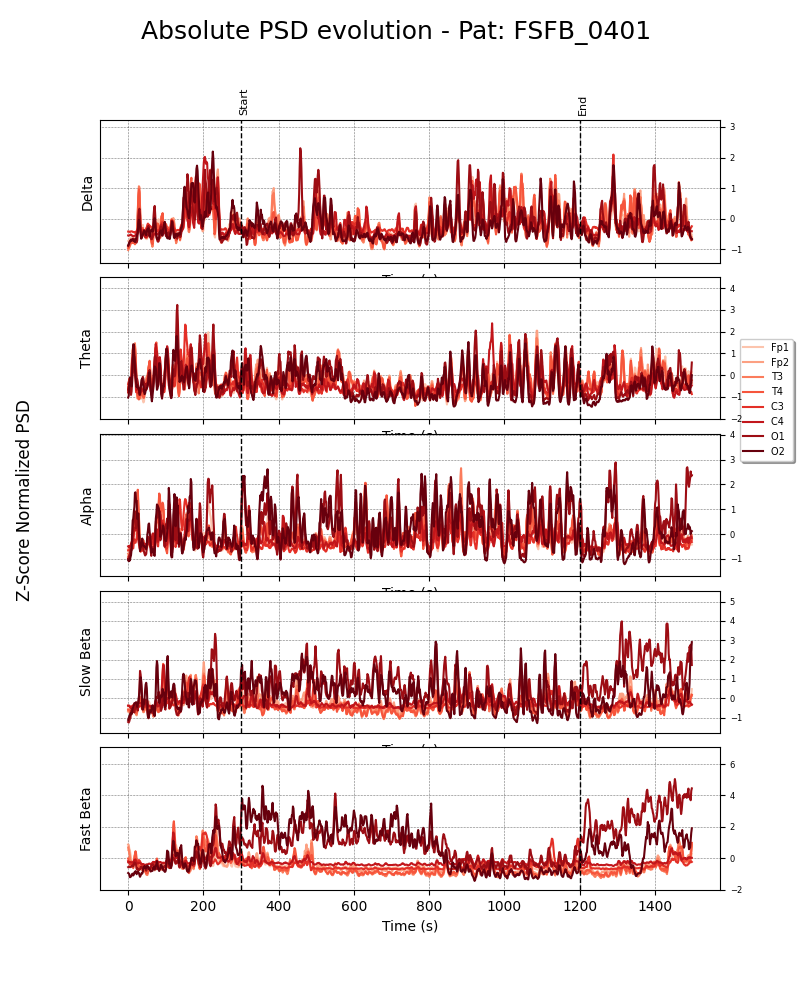 Absolute PSD evolution - Pat: FSFB_0401
Start
End
Delta
3
2
1
0
−1
Time (s)
Theta
4
3
2
1
0
−1
−2
Time (s)
Alpha
4
3
2
1
0
−1
Time (s)
Slow Beta
5
4
3
2
1
0
−1
Time (s)
Fast Beta
6
4
2
0
−2
0
200
400
600
800
1000
1200
1400
Time (s)
Z-Score Normalized PSD
Fp1
Fp2
T3
T4
C3
C4
O1
O2